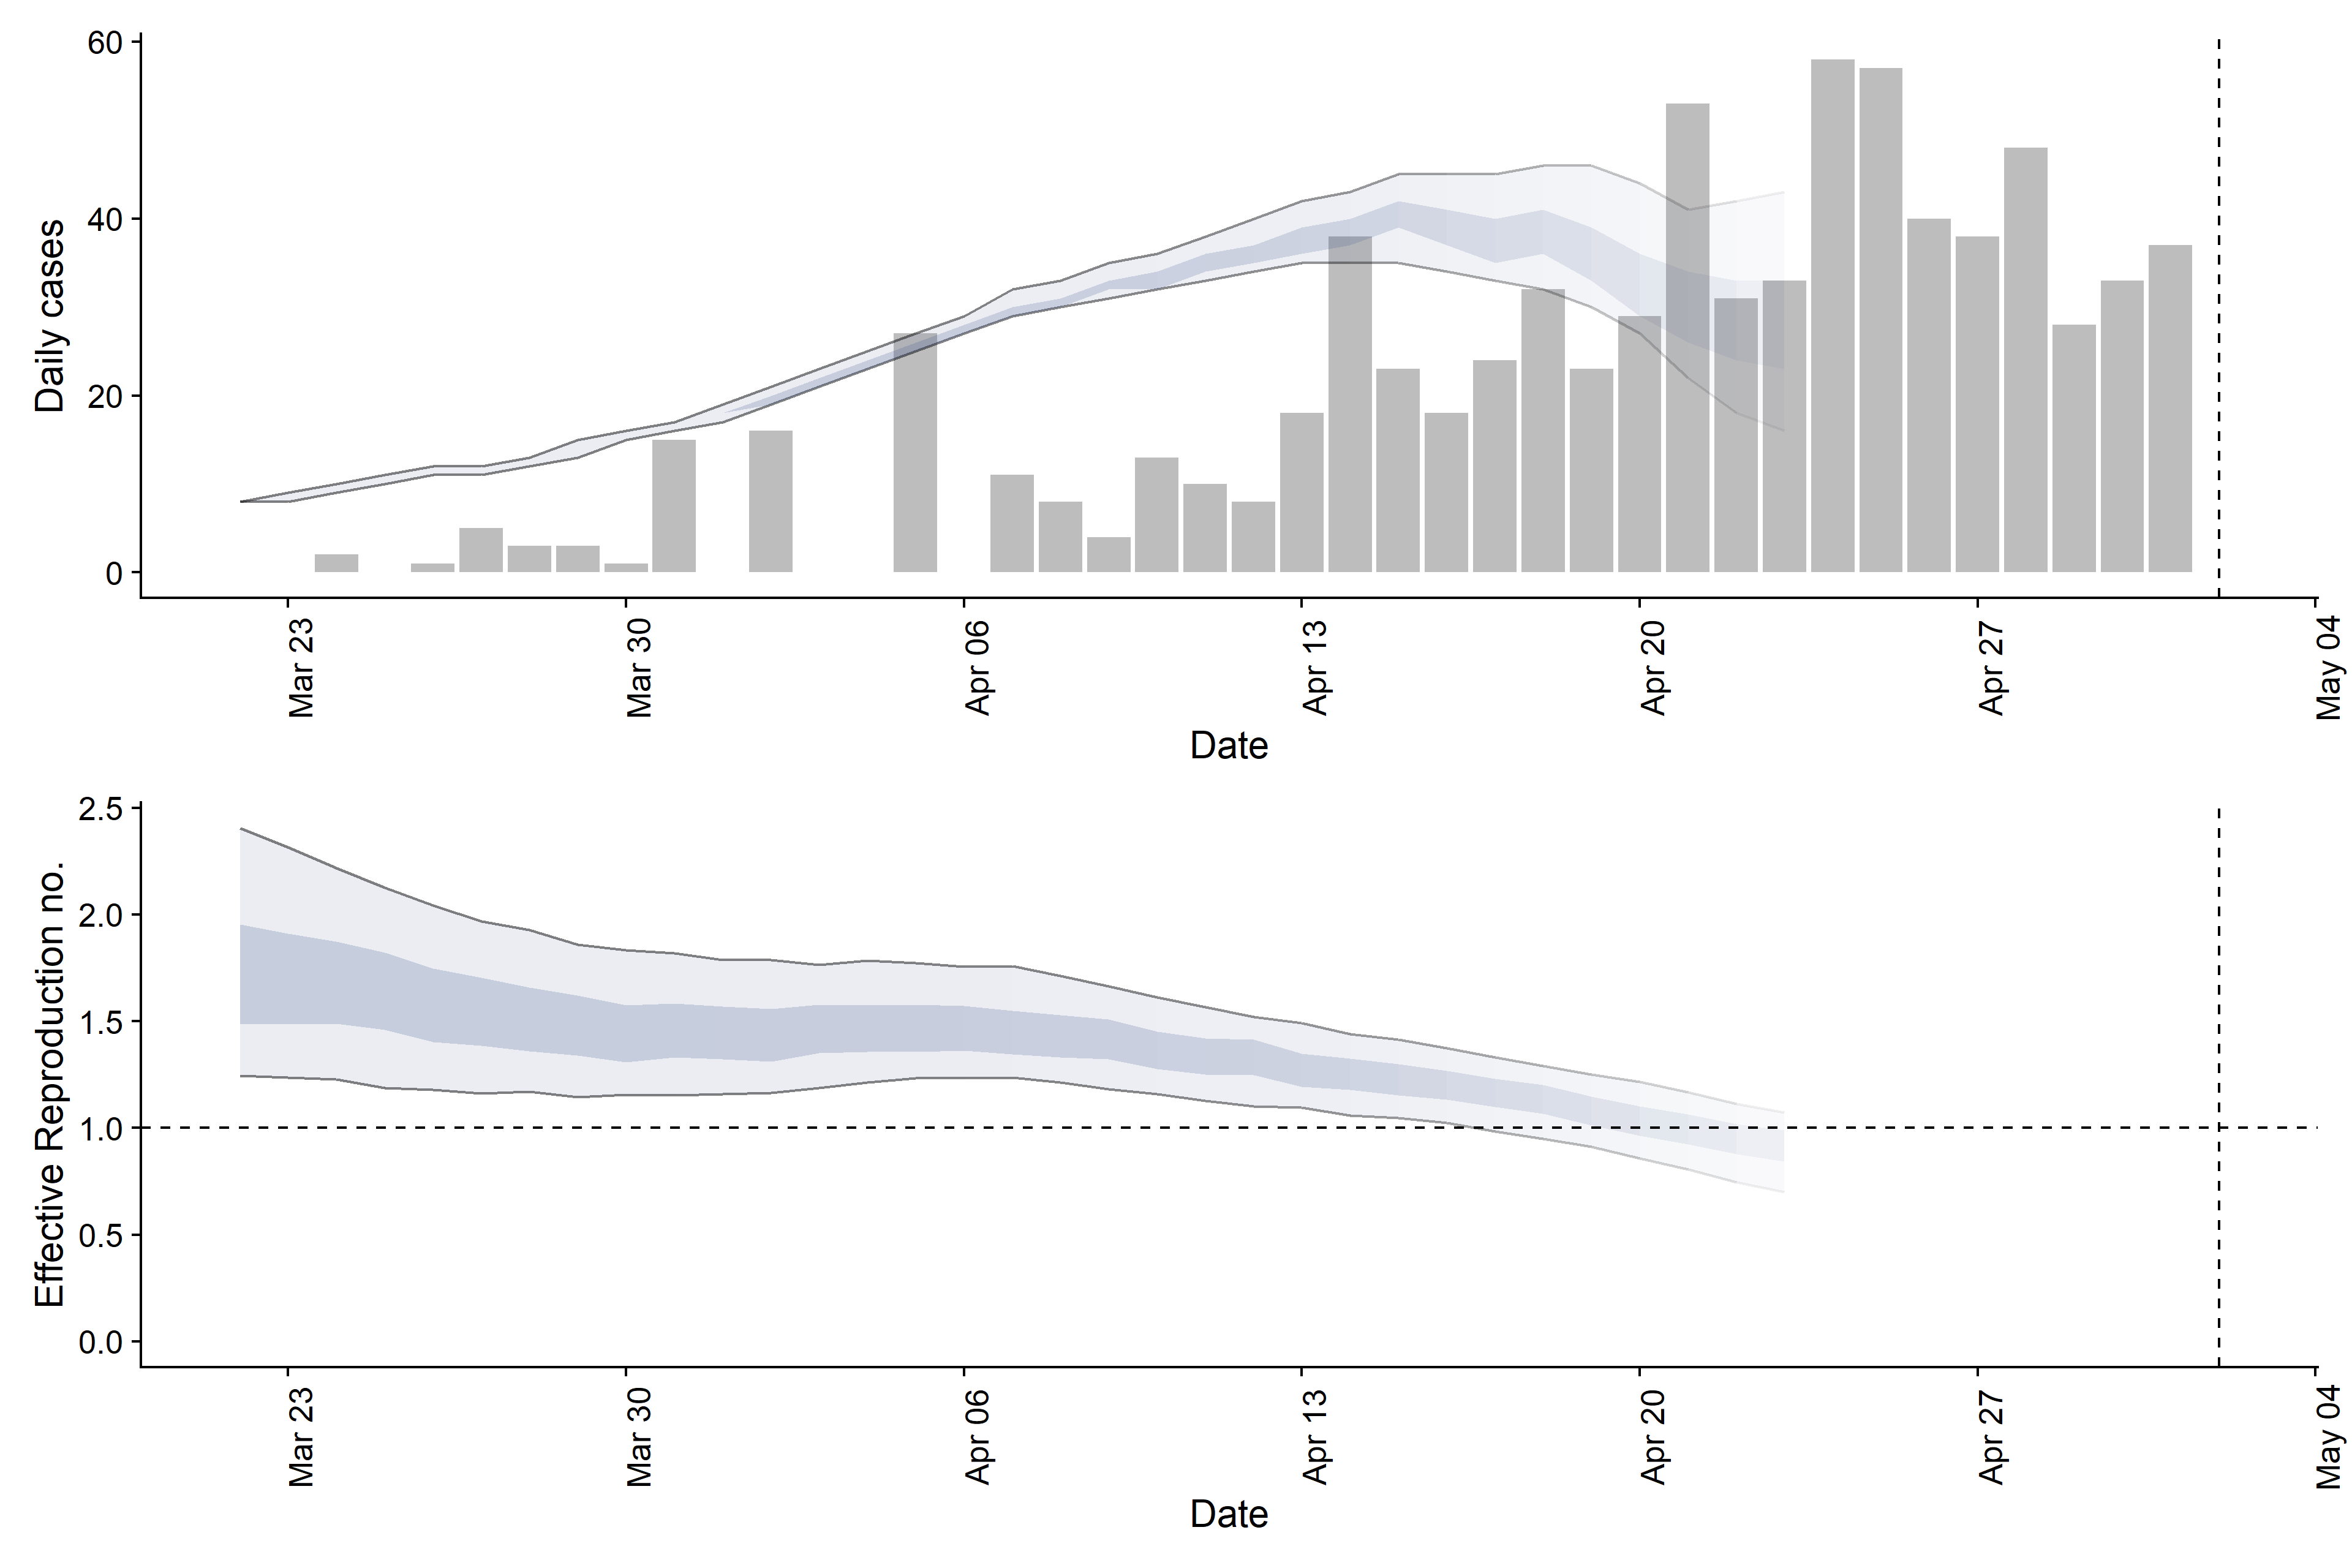 Daily cases
60
40
20
0
Mar 23
Mar 30
Apr 06
Apr 13
Apr 20
Apr 27
May 04
Date
Effective Reproduction no.
2.5
2.0
1.5
1.0
0.5
0.0
Mar 23
Mar 30
Apr 06
Apr 13
Apr 20
Apr 27
May 04
Date